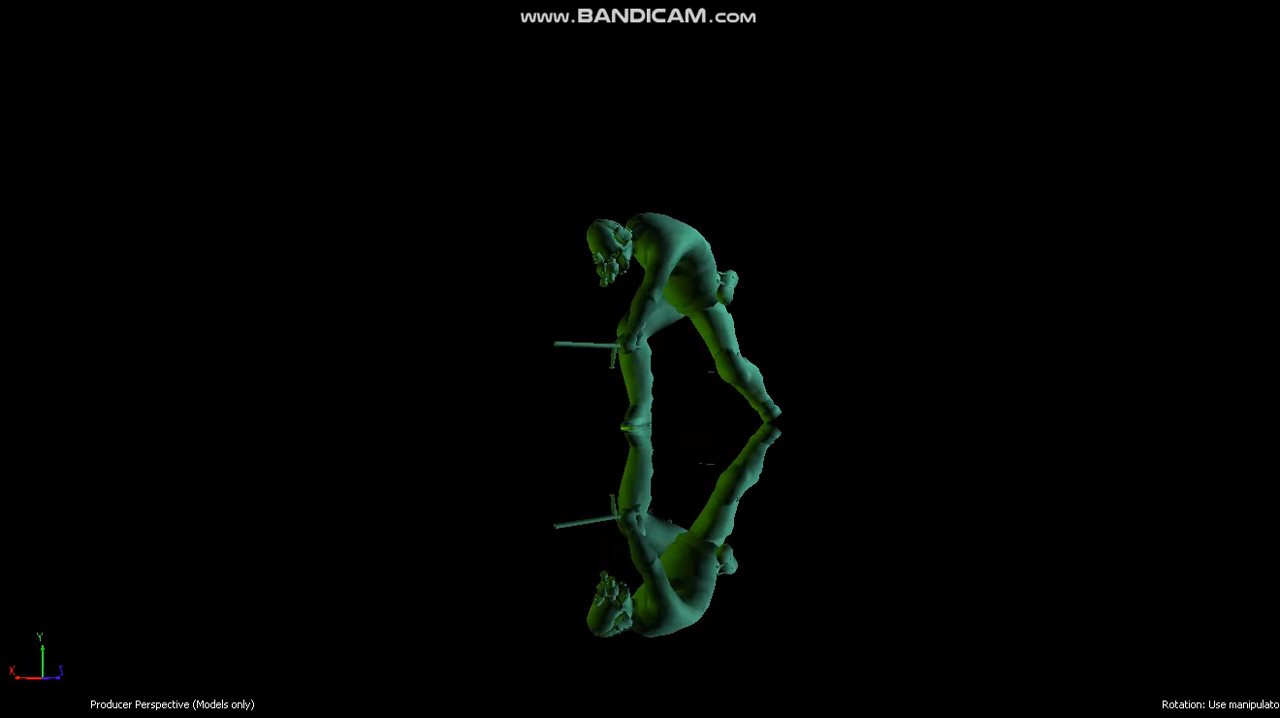 www.BANDICAM.com
Y
X
Z
Producer Perspective (Models only)
Rotation: Use manipulato